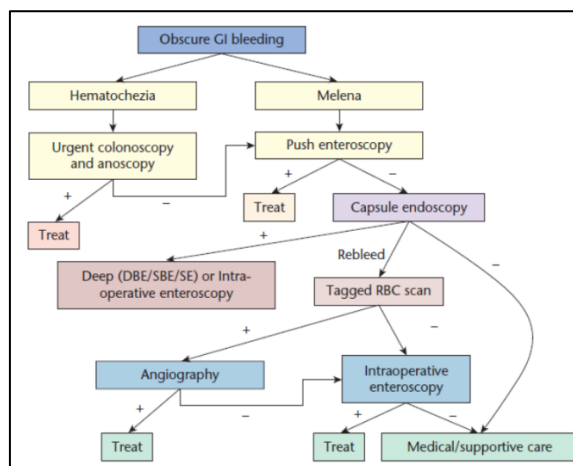 Obscure GI bleeding
Hematochezia
Melena
Urgent colonoscopy
and anoscopy
Push enteroscopy
+
−
+
−
Treat
Treat
Capsule endoscopy
+
Rebleed
−
Deep (DBE/SBE/SE) or Intra-
operative enteroscopy
Tagged RBC scan
+
−
Angiography
Intraoperative
enteroscopy
+
−
+
−
Treat
Treat
Medical/supportive care